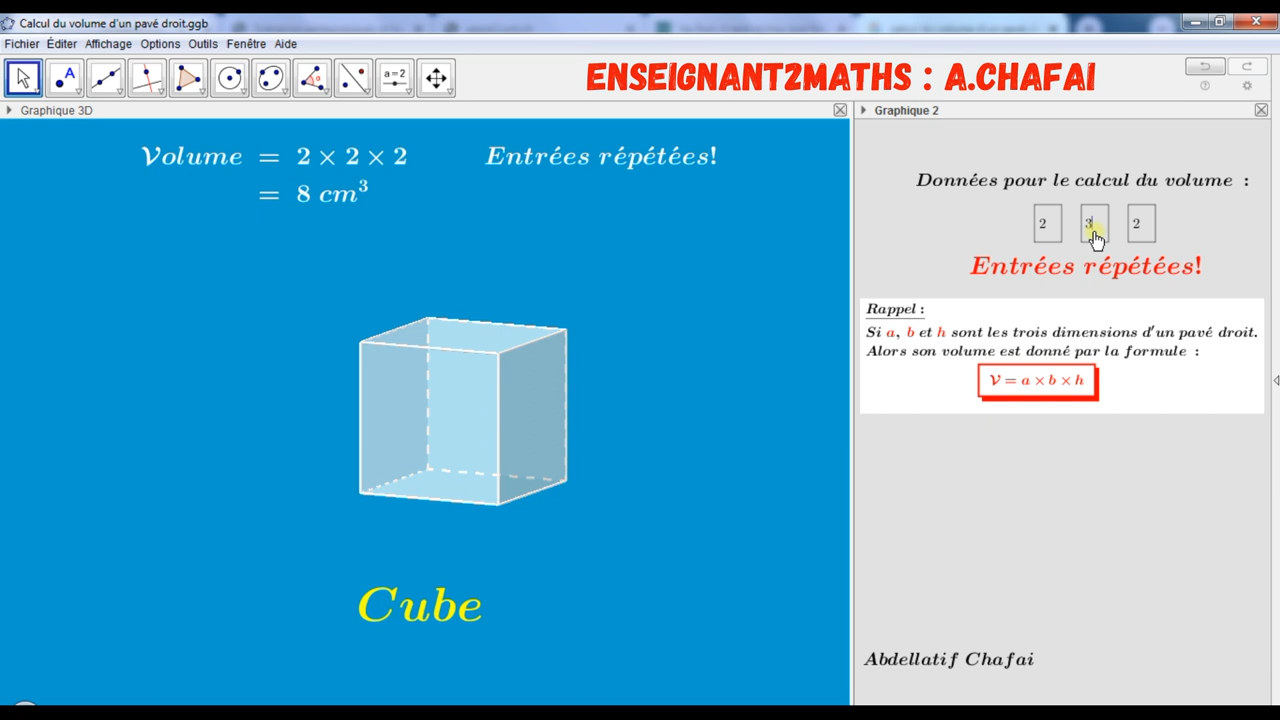 Calcul du volume d'un pavé droit.ggb
Fichier Éditer Affichage Options Outils Fenêtre Aide
A
α
a=2
ENSEIGNANT2MATHS : A.CHAFAI
Graphique 3D
Graphique 2
Volume = 2 × 2 × 2
= 8 cm³
Entrées répétées!
Cube
Données pour le calcul du volume :
2 3 2
Entrées répétées!
Rappel :
Si a, b et h sont les trois dimensions d'un pavé droit.
Alors son volume est donné par la formule :
V = a × b × h
Abdellatif Chafai